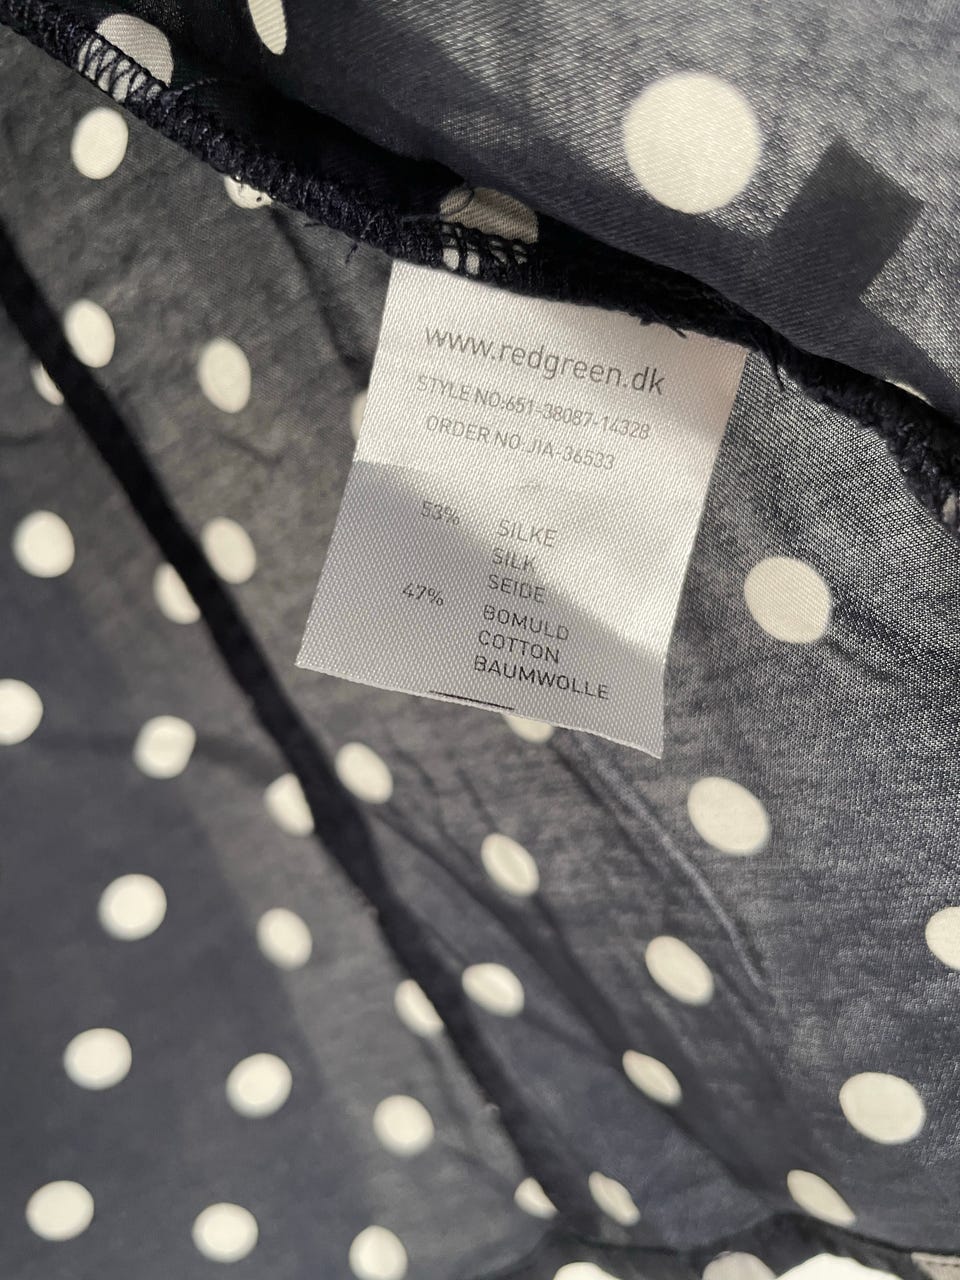 www.redgreen.dk
STYLE NO:651-38087-14328
ORDER NO:JIA-36533
53% SILKE
SILK
SEIDE
47% BOMULD
COTTON
BAUMWOLLE